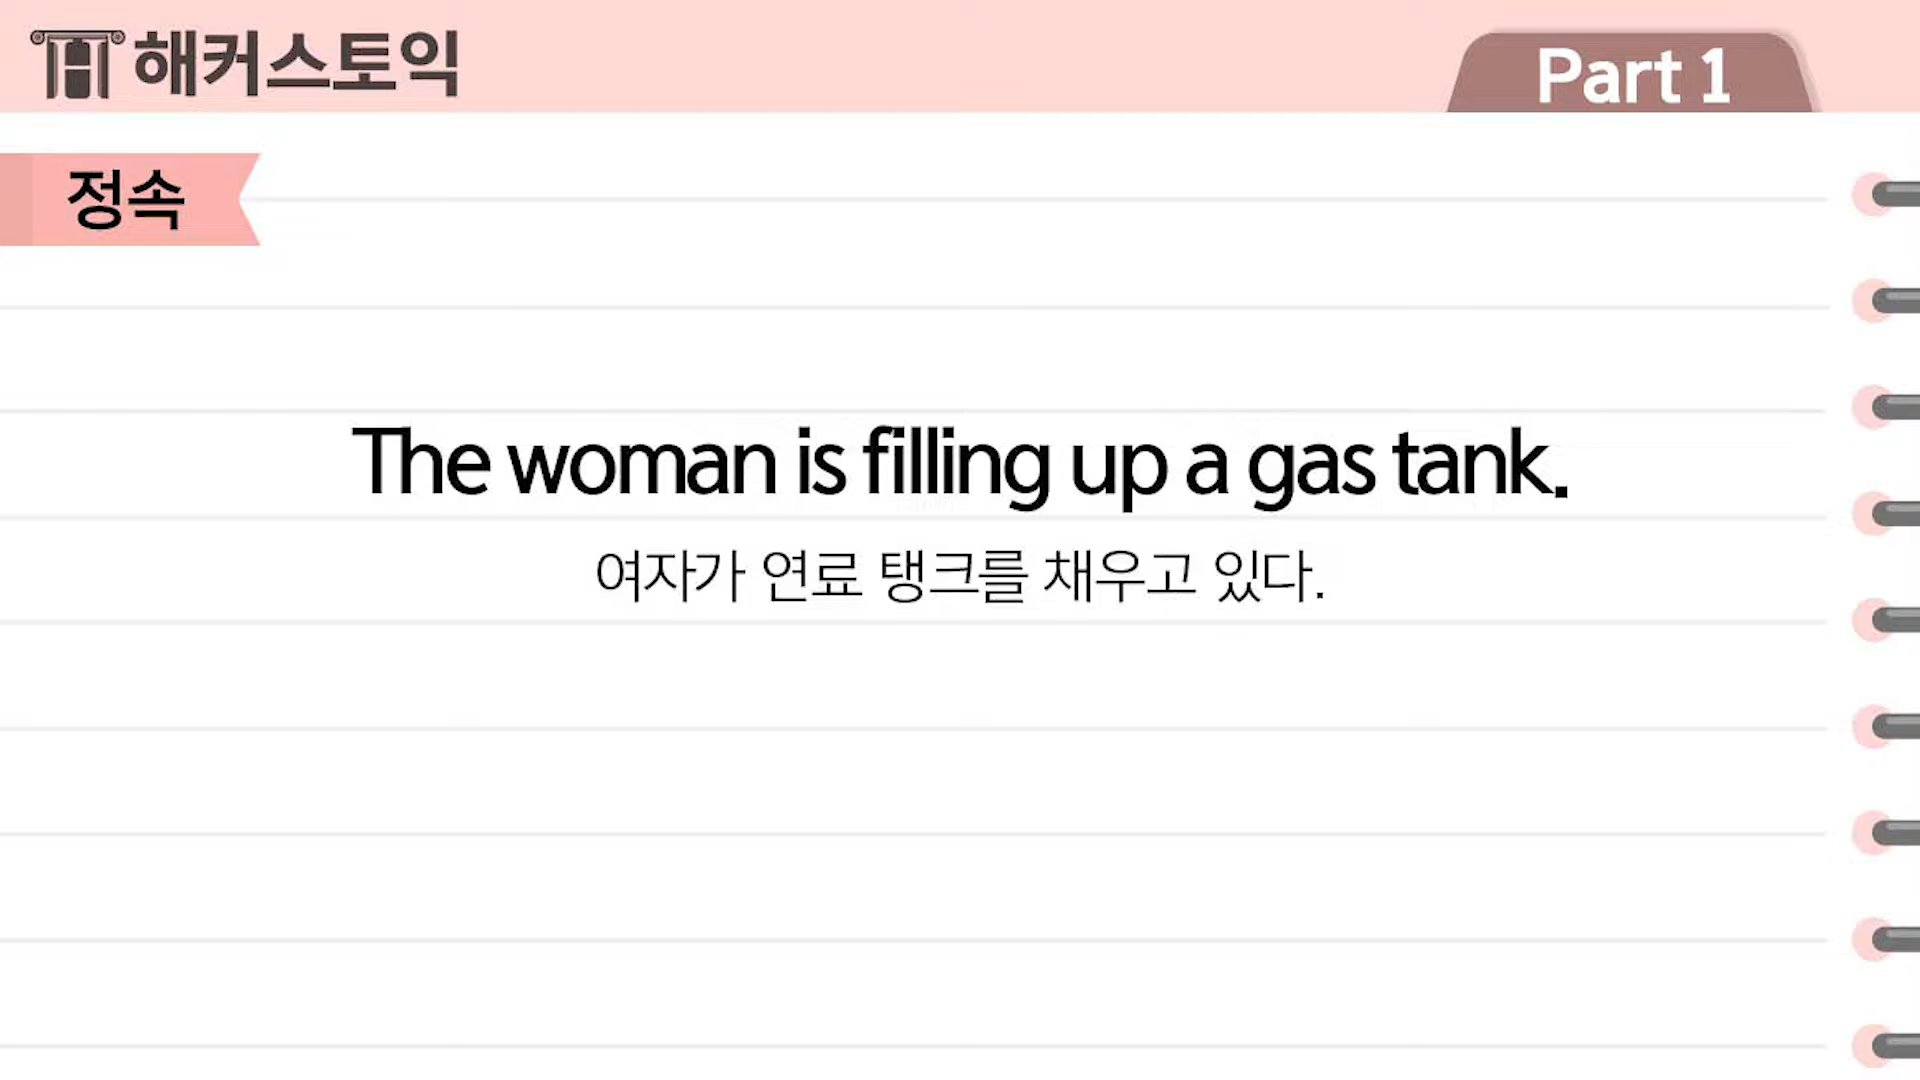 해커스토익
Part 1
정속
The woman is filling up a gas tank.
여자가 연료 탱크를 채우고 있다.